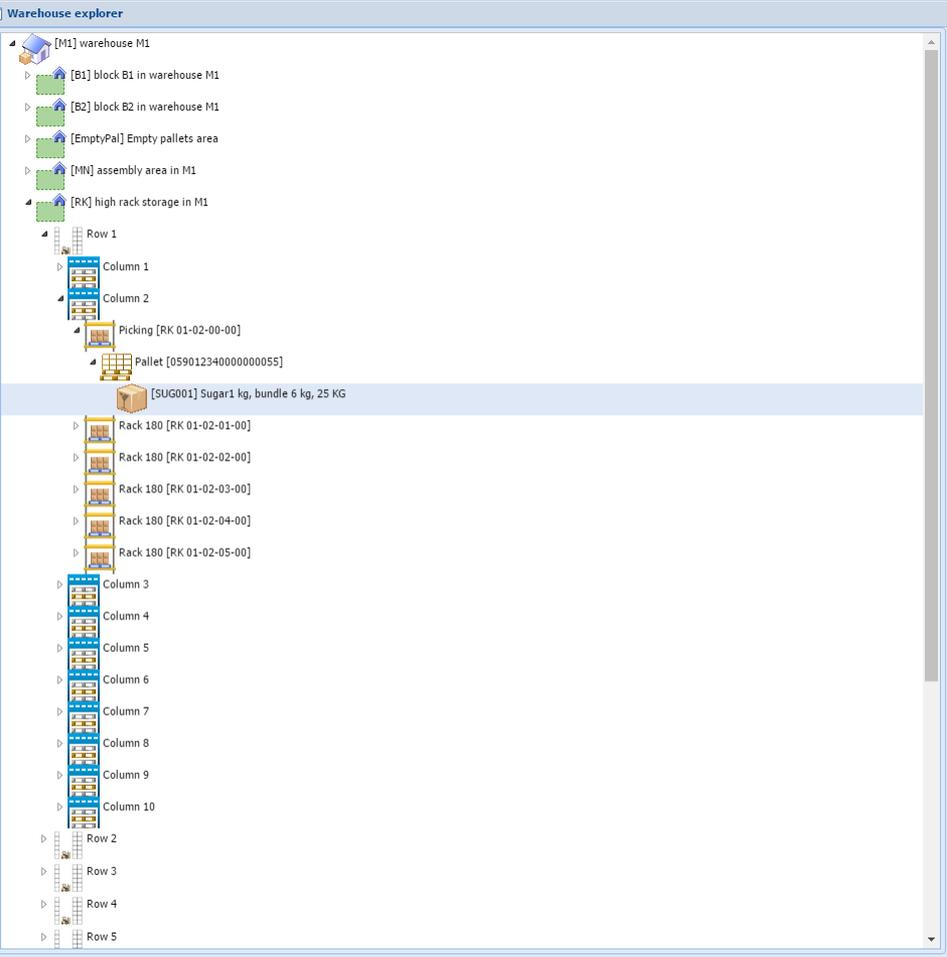 Warehouse explorer
[M1] warehouse M1
[B1] block B1 in warehouse M1
[B2] block B2 in warehouse M1
[EmptyPal] Empty pallets area
[MN] assembly area in M1
[RK] high rack storage in M1
Row 1
Column 1
Column 2
Picking [RK 01-02-00-00]
Pallet [059012340000000055]
[SUG001] Sugar1 kg, bundle 6 kg, 25 KG
Rack 180 [RK 01-02-01-00]
Rack 180 [RK 01-02-02-00]
Rack 180 [RK 01-02-03-00]
Rack 180 [RK 01-02-04-00]
Rack 180 [RK 01-02-05-00]
Column 3
Column 4
Column 5
Column 6
Column 7
Column 8
Column 9
Column 10
Row 2
Row 3
Row 4
Row 5